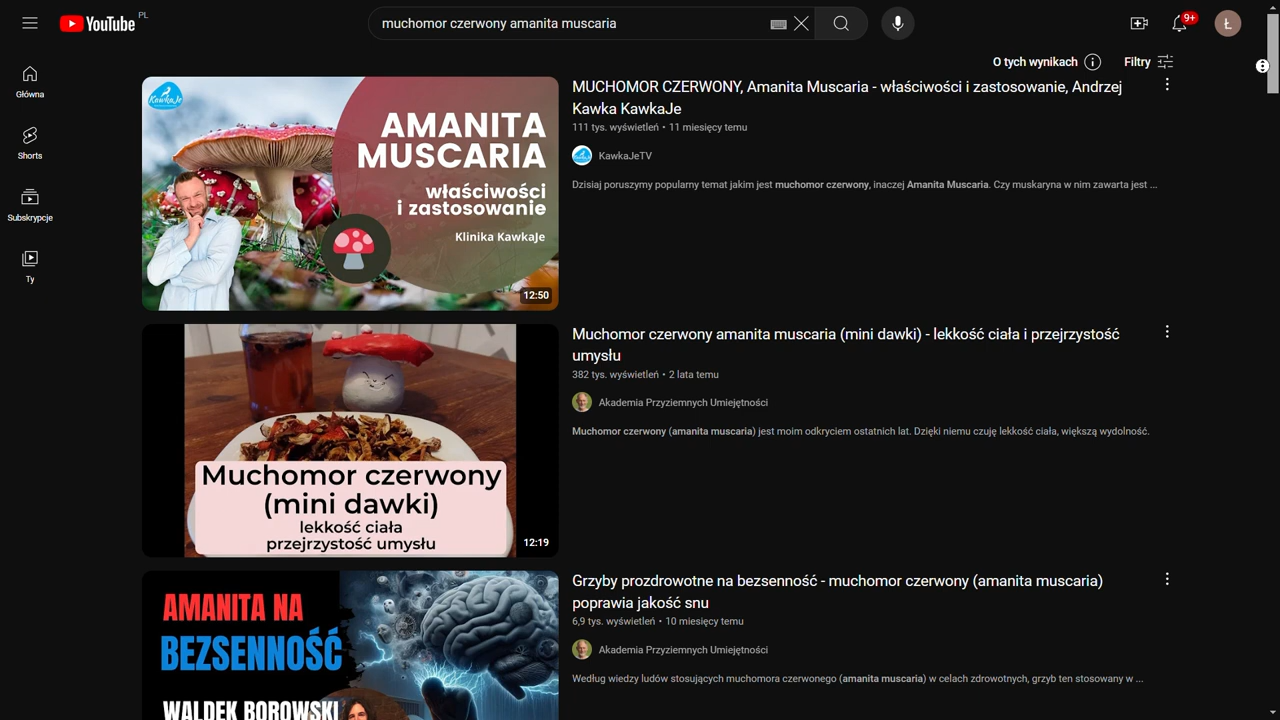 YouTube PL
muchomor czerwony amanita muscaria
9+
Ł
O tych wynikach
Filtry
Główna
Shorts
Subskrypcje
Ty
KawkaJe
AMANITA
MUSCARIA
właściwości
i zastosowanie
Klinika KawkaJe
12:50
MUCHOMOR CZERWONY, Amanita Muscaria - właściwości i zastosowanie, Andrzej
Kawka KawkaJe
111 tys. wyświetleń • 11 miesięcy temu
KawkaJeTV
Dzisiaj poruszymy popularny temat jakim jest muchomor czerwony, inaczej Amanita Muscaria. Czy muskaryna w nim zawarta jest ...
Muchomor czerwony
(mini dawki)
lekkość ciała
przejrzystość umysłu
12:19
Muchomor czerwony amanita muscaria (mini dawki) - lekkość ciała i przejrzystość
umysłu
382 tys. wyświetleń • 2 lata temu
Akademia Przyziemnych Umiejętności
Muchomor czerwony (amanita muscaria) jest moim odkryciem ostatnich lat. Dzięki niemu czuję lekkość ciała, większą wydolność.
AMANITA NA
BEZSENNOŚĆ
WALDEK BOROWSKI
Grzyby prozdrowotne na bezsenność - muchomor czerwony (amanita muscaria)
poprawia jakość snu
6,9 tys. wyświetleń • 10 miesięcy temu
Akademia Przyziemnych Umiejętności
Według wiedzy ludów stosujących muchomora czerwonego (amanita muscaria) w celach zdrowotnych, grzyb ten stosowany w ...